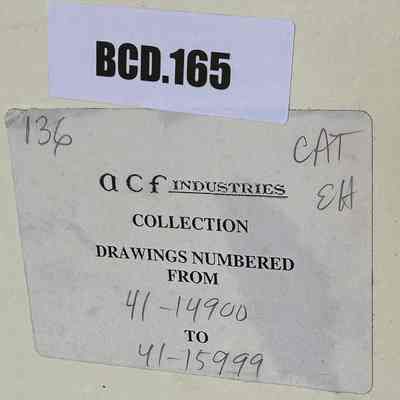 BCD.165
136
CAT
EH
acf INDUSTRIES
COLLECTION
DRAWINGS NUMBERED
FROM
41-14900
TO
41-15999